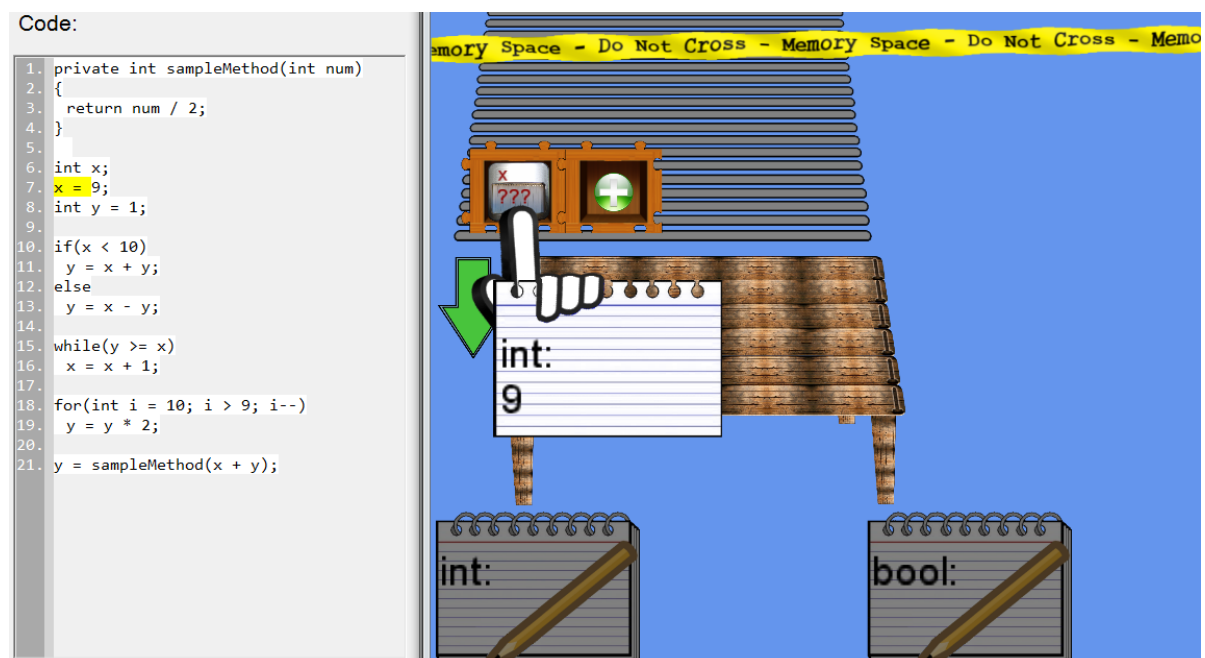 Code:
1. private int sampleMethod(int num)
2. {
3. return num / 2;
4. }
5.
6. int x;
7. x = 9;
8. int y = 1;
9.
10. if(x < 10)
11. y = x + y;
12. else
13. y = x - y;
14.
15. while(y >= x)
16. x = x + 1;
17.
18. for(int i = 10; i > 9; i--)
19. y = y * 2;
20.
21. y = sampleMethod(x + y);
emory Space - Do Not Cross - Memory Space - Do Not Cross - Memo
x
???
int:
9
int:
bool: